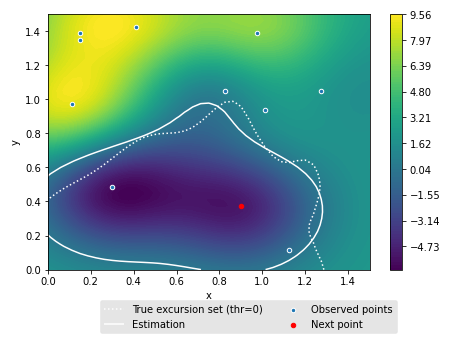 1.4
1.2
1.0
0.8
0.6
0.4
0.2
0.0
y
0.0 0.2 0.4 0.6 0.8 1.0 1.2 1.4
x
9.56
7.97
6.39
4.80
3.21
1.62
0.04
−1.55
−3.14
−4.73
True excursion set (thr=0)
Estimation
Observed points
Next point